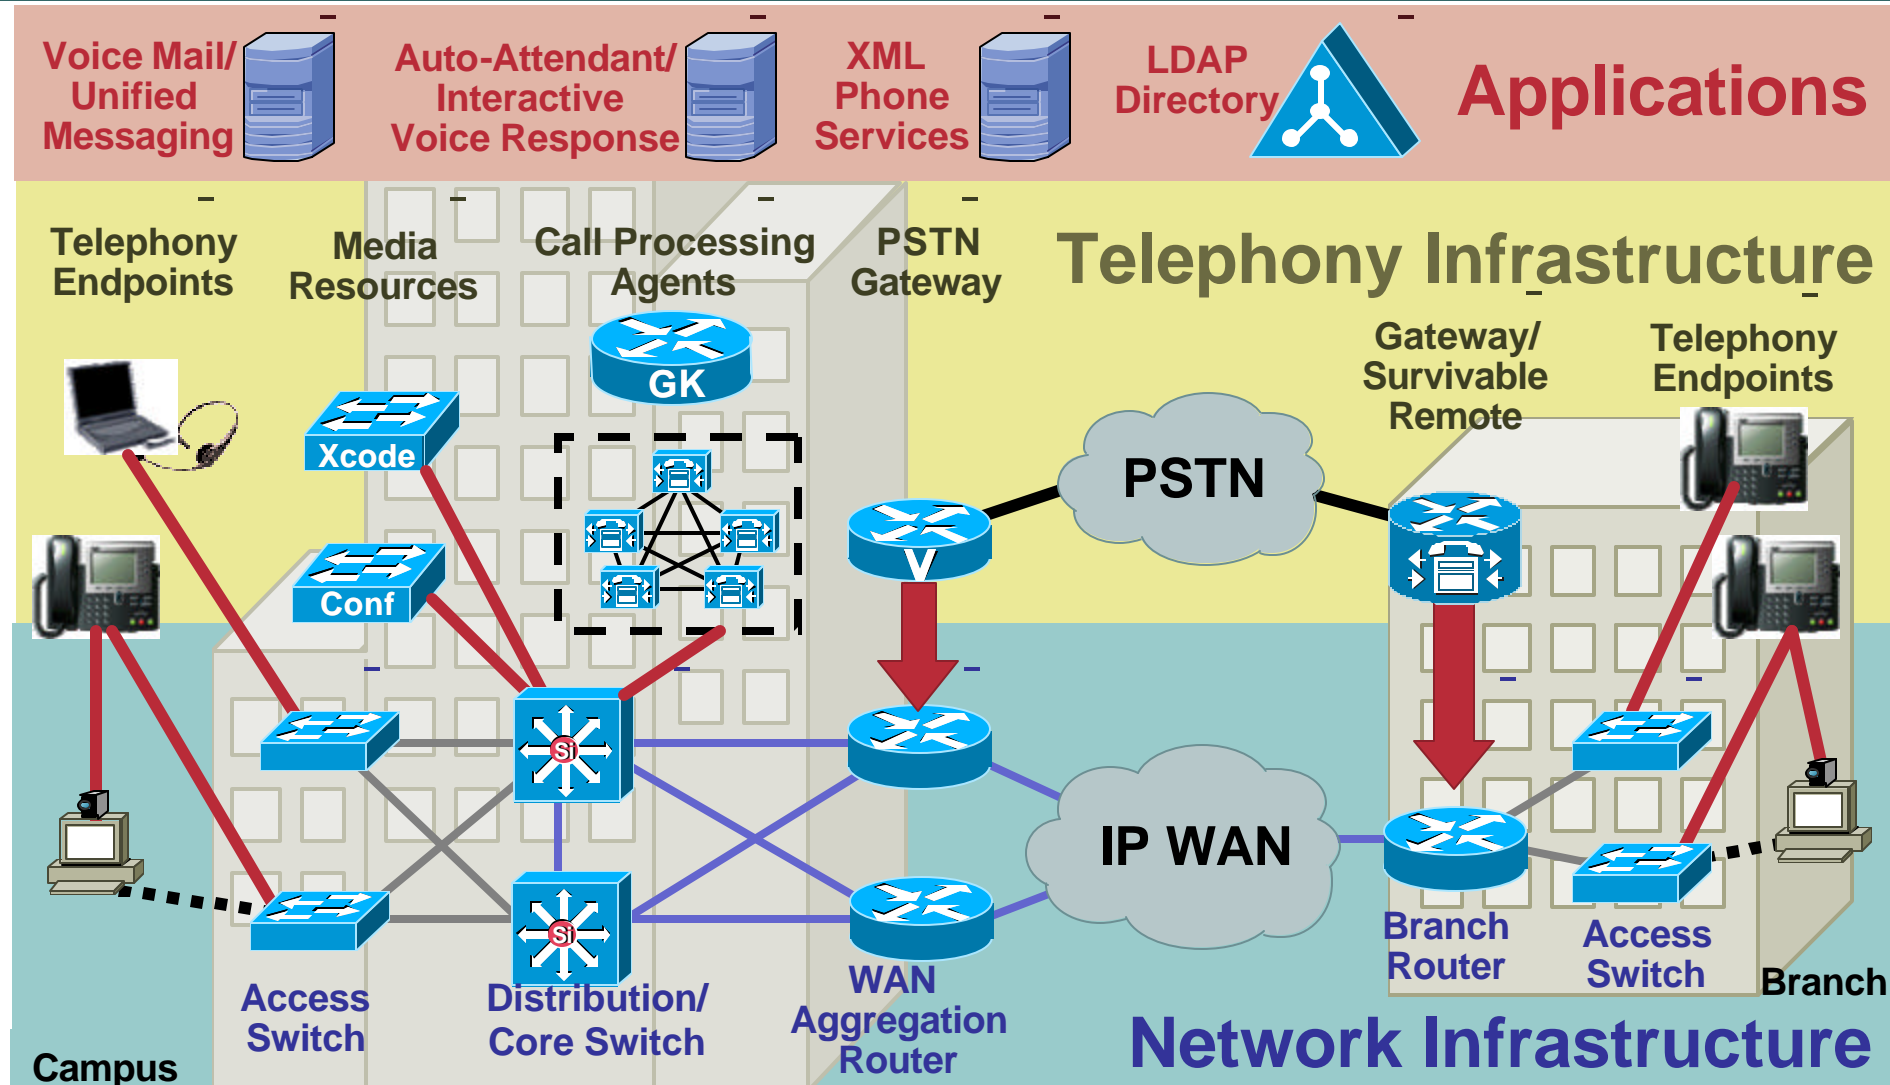 Voice Mail/
Unified
Messaging
Auto-Attendant/
Interactive
Voice Response
XML
Phone
Services
LDAP
Directory
Applications
Telephony
Endpoints
Media
Resources
Call Processing
Agents
PSTN
Gateway
Telephony Infrastructure
Gateway/
Survivable
Remote
Telephony
Endpoints
GK
Xcode
Conf
PSTN
V
Si
Si
IP WAN
Access
Switch
Distribution/
Core Switch
WAN
Aggregation
Router
Branch
Router
Access
Switch
Branch
Campus
Network Infrastructure